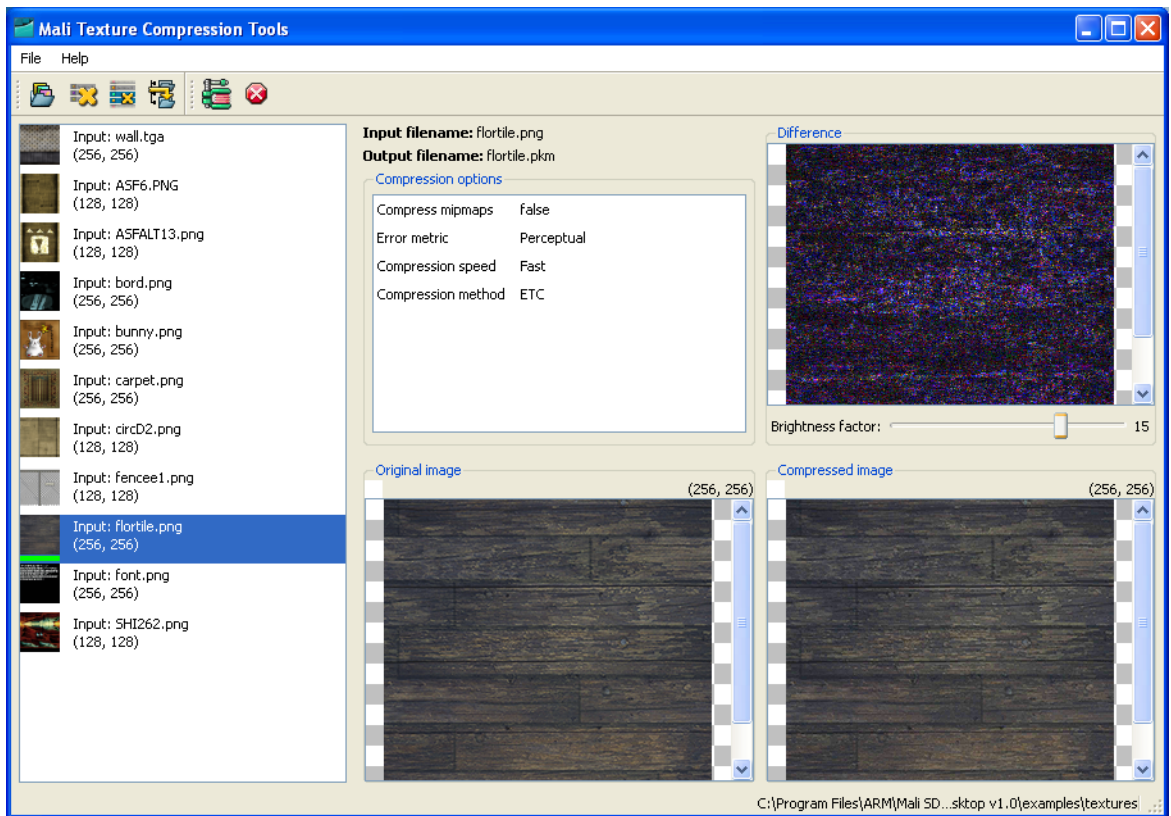 Mali Texture Compression Tools
File Help
Input: wall.tga
(256, 256)
Input: ASF6.PNG
(128, 128)
Input: ASFALT13.png
(128, 128)
Input: bord.png
(256, 256)
Input: bunny.png
(256, 256)
Input: carpet.png
(256, 256)
Input: circD2.png
(128, 128)
Input: fencee1.png
(128, 128)
Input: flortile.png
(256, 256)
Input: font.png
(256, 256)
Input: SHI262.png
(128, 128)
Input filename: flortile.png
Output filename: flortile.pkm
Compression options
Compress mipmaps false
Error metric Perceptual
Compression speed Fast
Compression method ETC
Difference
Brightness factor: 15
Original image
(256, 256)
Compressed image
(256, 256)
C:\Program Files\ARM\Mali SD...sktop v1.0\examples\textures